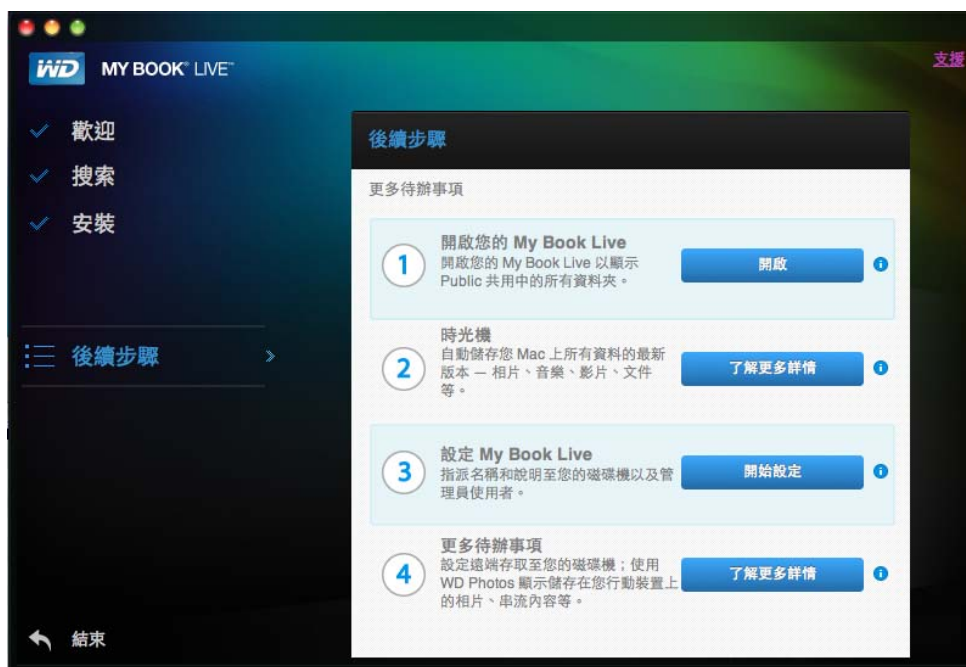 WD MY BOOK® LIVE™
支援
歡迎
搜索
安裝
後續步驟
結束
後續步驟
更多待辦事項
1
開啟您的 My Book Live
開啟您的 My Book Live 以顯示
Public 共用中的所有資料夾。
開啟
2
時光機
自動儲存您 Mac 上所有資料的最新
版本 — 相片、音樂、影片、文件
等。
了解更多詳情
3
設定 My Book Live
指派名稱和說明至您的磁碟機以及管
理員使用者。
開始設定
4
更多待辦事項
設定遠端存取至您的磁碟機；使用
WD Photos 顯示儲存在您行動裝置上
的相片、串流內容等。
了解更多詳情